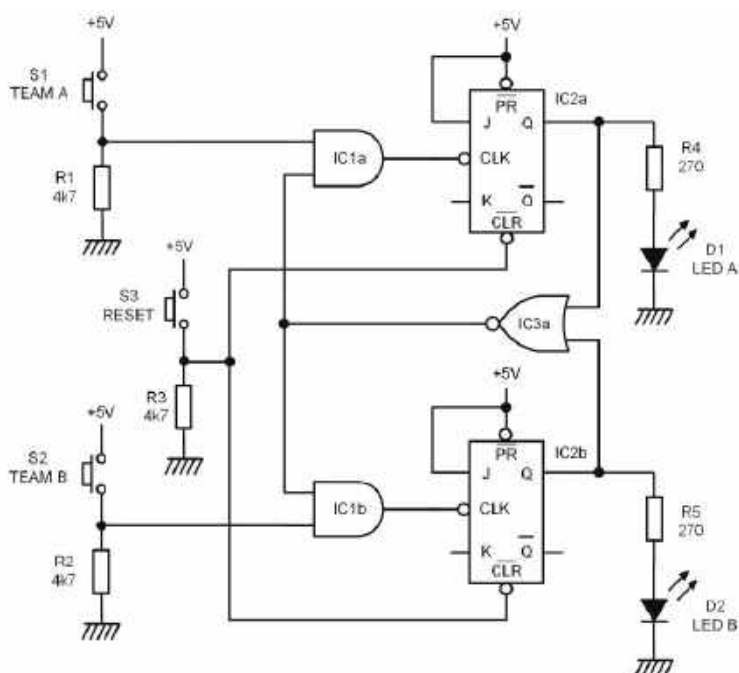 +5V
S1
TEAM A
R1
4k7
IC1a
+5V
IC2a
PR
J
Q
CLK
K
Q
CLR
R4
270
D1
LED A
+5V
S3
RESET
R3
4k7
IC3a
+5V
S2
TEAM B
R2
4k7
IC1b
+5V
IC2b
PR
J
Q
CLK
K
Q
CLR
R5
270
D2
LED B